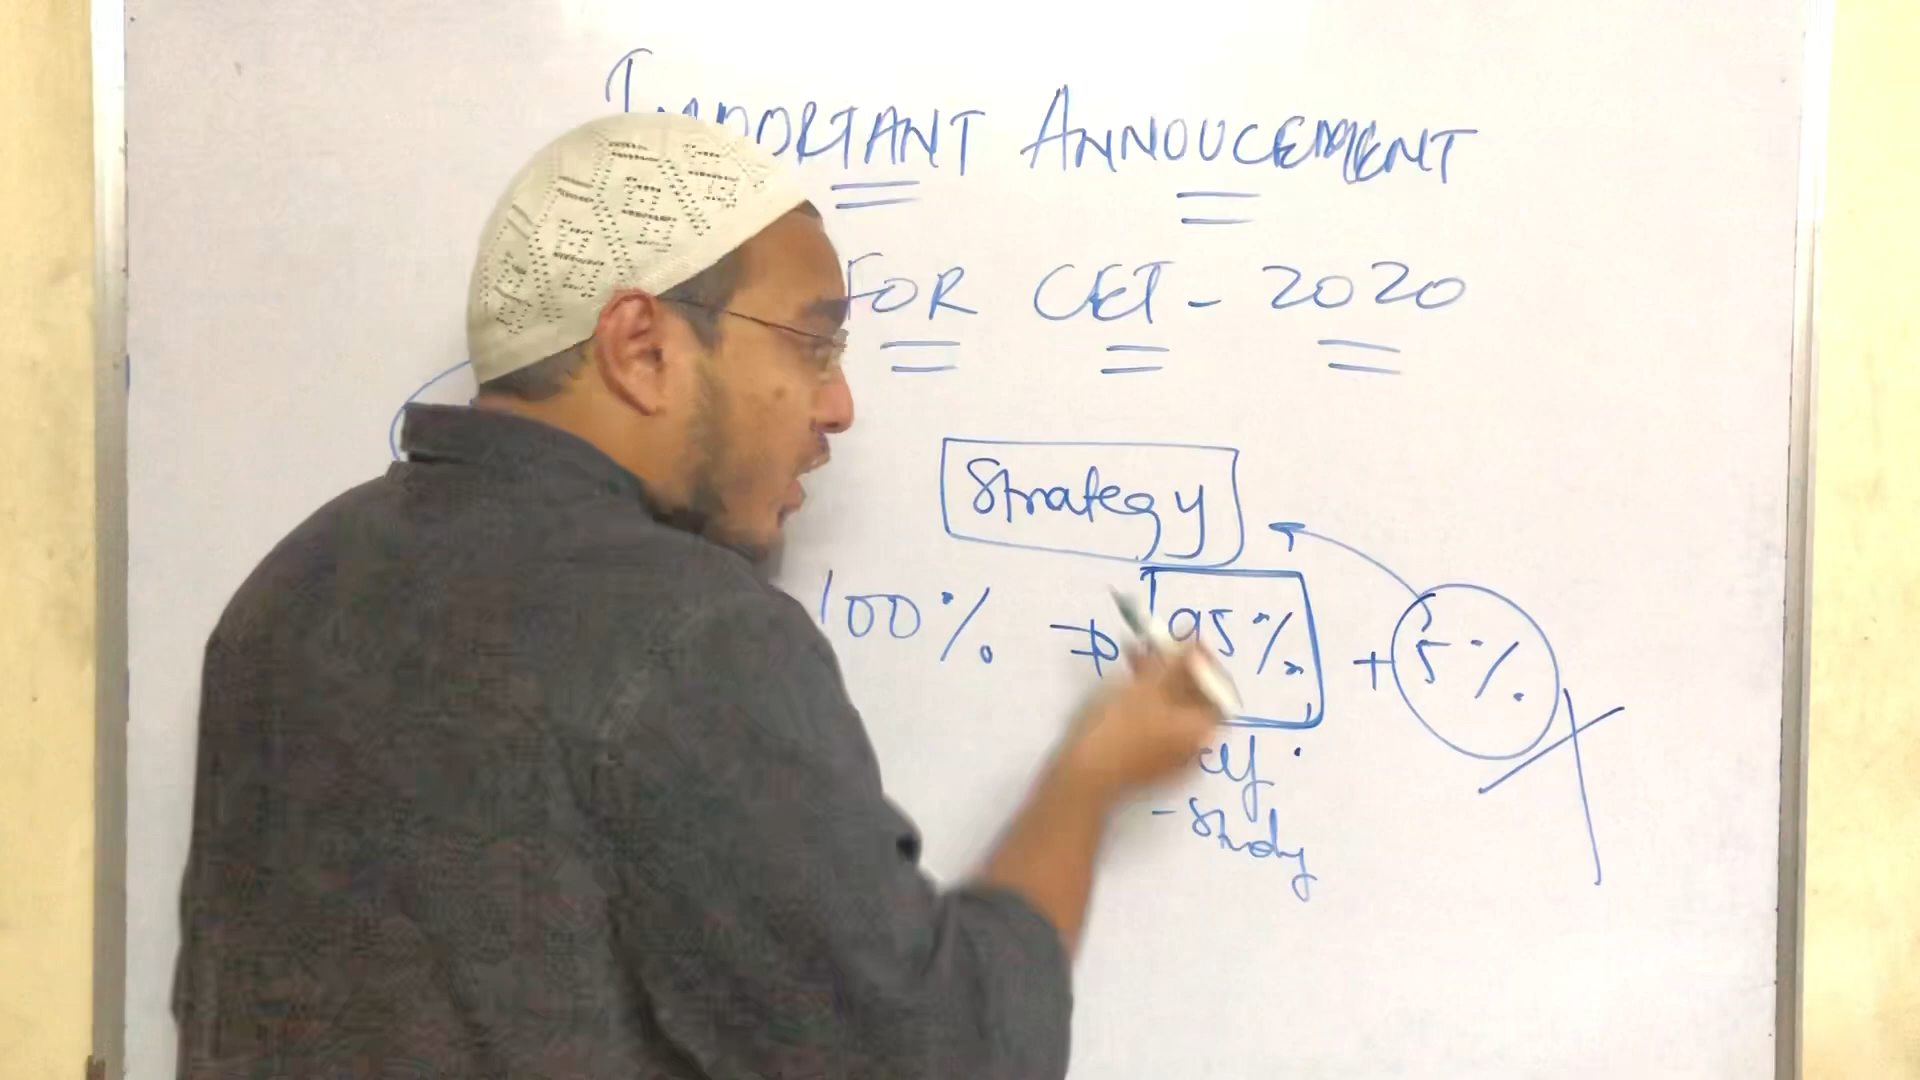 IMPORTANT ANNOUCEMENT
FOR CET - 2020
Strategy
100% ⇒ 95% + 5%
- Study